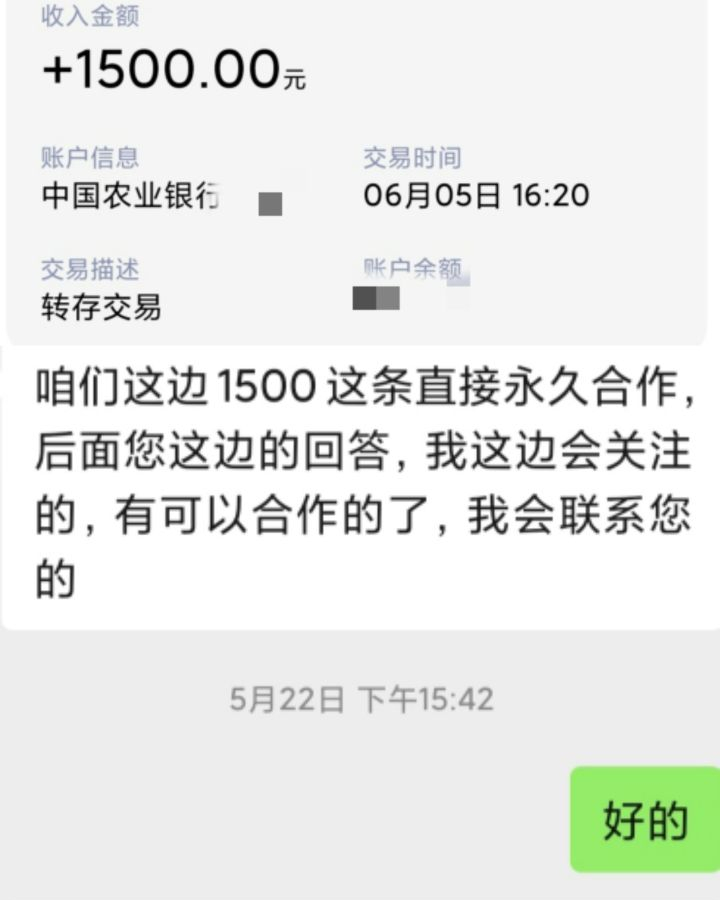 收入金额
+1500.00元
账户信息
交易时间
中国农业银行
06月05日 16:20
交易描述
账户余额
转存交易
咱们这边1500这条直接永久合作,
后面您这边的回答, 我这边会关注
的, 有可以合作的了, 我会联系您
的
5月22日 下午15:42
好的